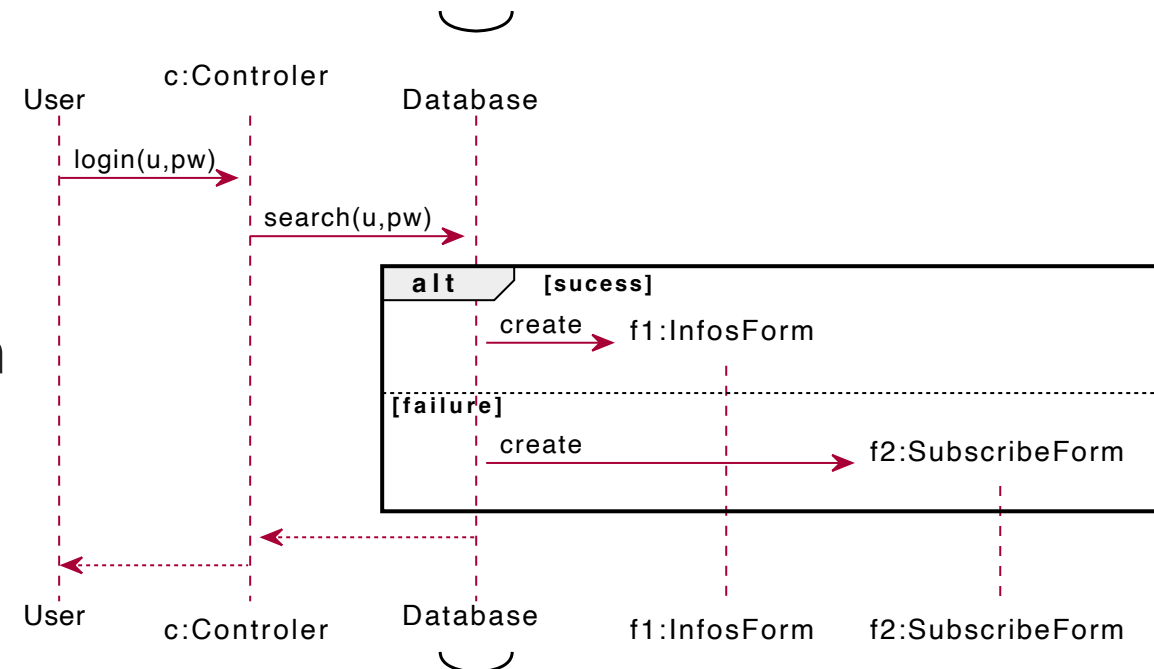 c:Controler
User
Database
login(u,pw)
search(u,pw)
alt [sucess]
create
f1:InfosForm
[failure]
create
f2:SubscribeForm
User
c:Controler
Database
f1:InfosForm
f2:SubscribeForm